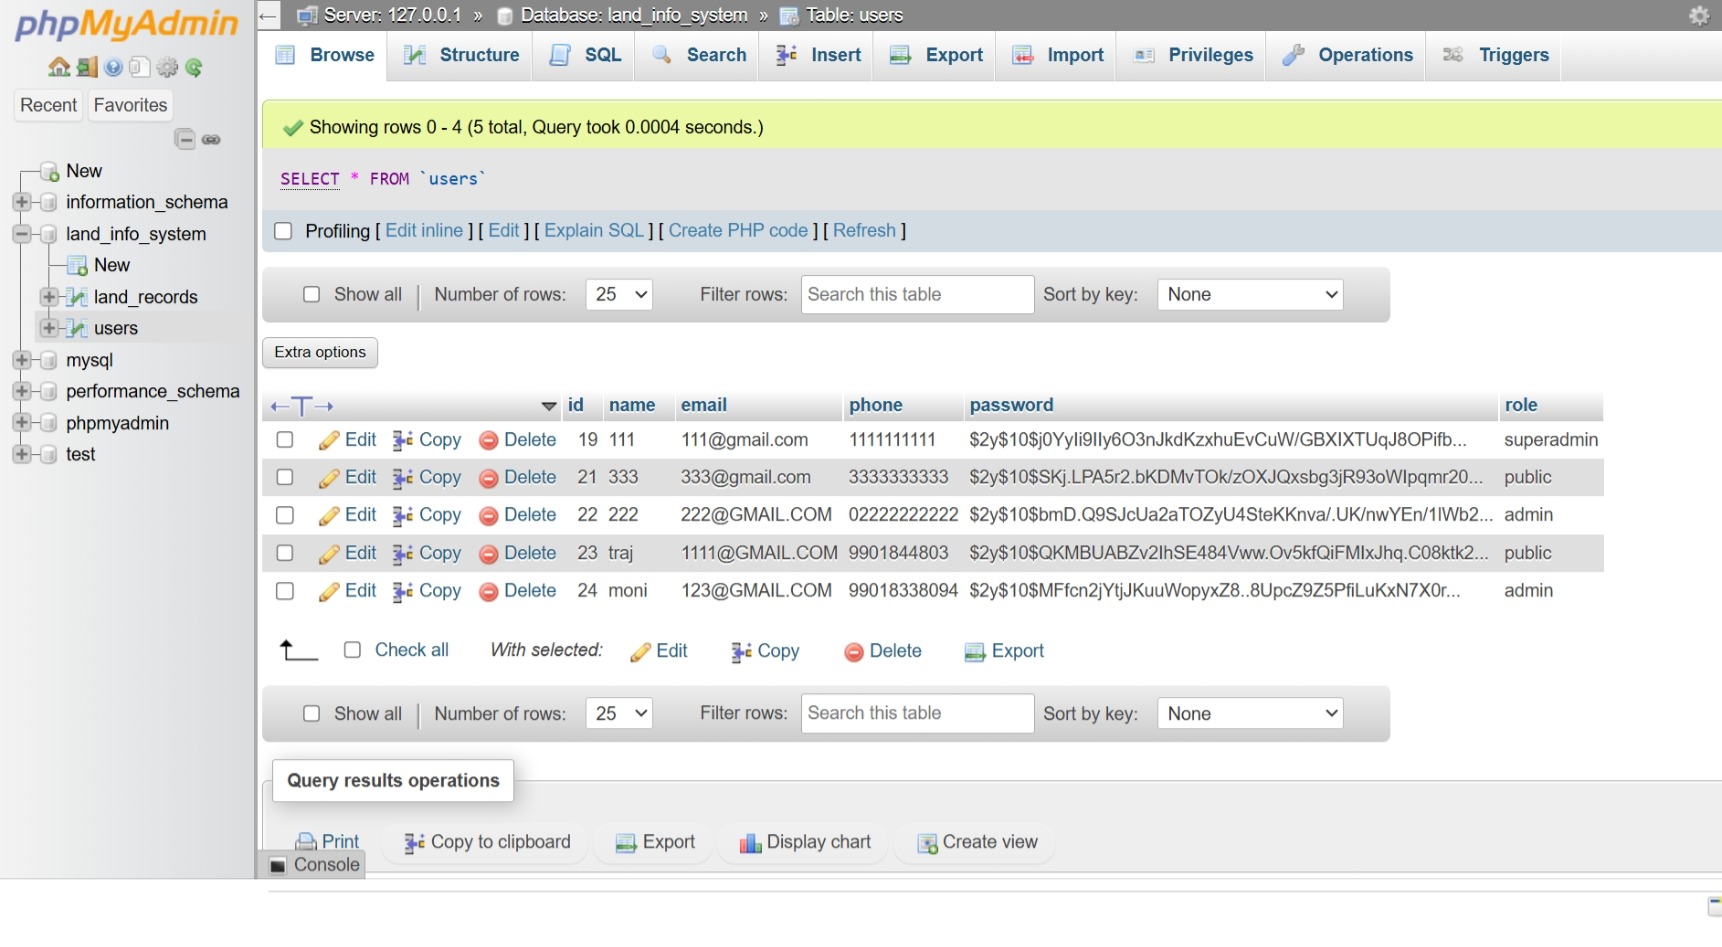 phpMyAdmin
Recent Favorites
New
information_schema
land_info_system
New
land_records
users
mysql
performance_schema
phpmyadmin
test
Server: 127.0.0.1 » Database: land_info_system » Table: users
Browse Structure SQL Search Insert Export Import Privileges Operations Triggers
Showing rows 0 - 4 (5 total, Query took 0.0004 seconds.)
SELECT * FROM `users`
Profiling [ Edit inline ] [ Edit ] [ Explain SQL ] [ Create PHP code ] [ Refresh ]
Show all | Number of rows: 25 Filter rows: Search this table Sort by key: None
Extra options
id name email phone password role
Edit Copy Delete 19 111 111@gmail.com 1111111111 $2y$10$j0YyIi9IIy6O3nJkdKzxhuEvCuW/GBXIXTUqJ8OPifb... superadmin
Edit Copy Delete 21 333 333@gmail.com 3333333333 $2y$10$SKj.LPA5r2.bKDMvTOk/zOXJQxsbg3jR93oWIpqmr20... public
Edit Copy Delete 22 222 222@GMAIL.COM 02222222222 $2y$10$bmD.Q9SJcUa2aTOZyU4SteKKnva/.UK/nwYEn/1lWb2... admin
Edit Copy Delete 23 traj 1111@GMAIL.COM 9901844803 $2y$10$QKMBUABZv2IhSE484Vww.Ov5kfQiFMIxJhq.C08ktk2... public
Edit Copy Delete 24 moni 123@GMAIL.COM 99018338094 $2y$10$MFfcn2jYtjJKuuWopyxZ8..8UpcZ9Z5PfiLuKxN7X0r... admin
Check all With selected: Edit Copy Delete Export
Show all | Number of rows: 25 Filter rows: Search this table Sort by key: None
Query results operations
Print Copy to clipboard Export Display chart Create view
Console